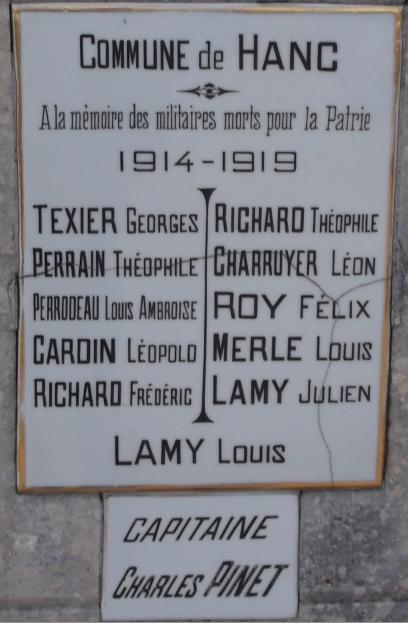 COMMUNE de HANC
A la mémoire des militaires morts pour la Patrie
1914-1919
TEXIER GEORGES
PERRAIN THÉOPHILE
PERRODEAU LOUIS AMBROISE
CARDIN LÉOPOLD
RICHARD FRÉDÉRIC
RICHARD THÉOPHILE
CHARRUYER LÉON
ROY FÉLIX
MERLE LOUIS
LAMY JULIEN
LAMY LOUIS
CAPITAINE
CHARLES PINET